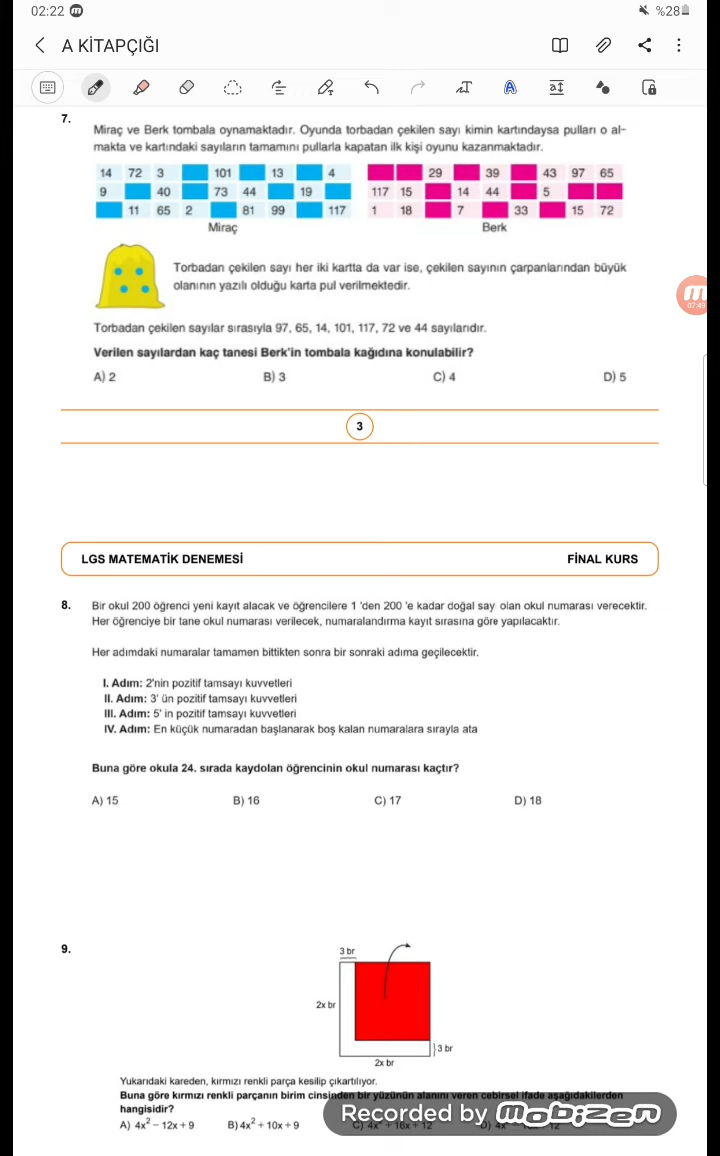 02:22
%28
A KİTAPÇIĞI
7.
Miraç ve Berk tombala oynamaktadır. Oyunda torbadan çekilen sayı kimin kartındaysa pulları o al-
makta ve kartındaki sayıların tamamını pullarla kapatan ilk kişi oyunu kazanmaktadır.
14 72 3 101 13 4
9 40 73 44 19
11 65 2 81 99 117
Miraç
29 39 43 97 65
117 15 14 44 5
1 18 7 33 15 72
Berk
Torbadan çekilen sayı her iki kartta da var ise, çekilen sayının çarpanlarından büyük
olanının yazılı olduğu karta pul verilmektedir.
07:49
Torbadan çekilen sayılar sırasıyla 97, 65, 14, 101, 117, 72 ve 44 sayılarıdır.
Verilen sayılardan kaç tanesi Berk'in tombala kağıdına konulabilir?
A) 2 B) 3 C) 4 D) 5
3
LGS MATEMATİK DENEMESİ FİNAL KURS
8. Bir okul 200 öğrenci yeni kayıt alacak ve öğrencilere 1 'den 200 'e kadar doğal say olan okul numarası verecektir.
Her öğrenciye bir tane okul numarası verilecek, numaralandırma kayıt sırasına göre yapılacaktır.
Her adımdaki numaralar tamamen bittikten sonra bir sonraki adıma geçilecektir.
I. Adım: 2'nin pozitif tamsayı kuvvetleri
II. Adım: 3' ün pozitif tamsayı kuvvetleri
III. Adım: 5' in pozitif tamsayı kuvvetleri
IV. Adım: En küçük numaradan başlanarak boş kalan numaralara sırayla ata
Buna göre okula 24. sırada kaydolan öğrencinin okul numarası kaçtır?
A) 15 B) 16 C) 17 D) 18
9.
3 br
2x br
3 br
2x br
Yukarıdaki kareden, kırmızı renkli parça kesilip çıkartılıyor.
Buna göre kırmızı renkli parçanın birim cinsinden bir yüzünün alanını veren cebirsel ifade aşağıdakilerden
hangisidir?
A) 4x² − 12x + 9 B) 4x² + 10x + 9 C) 4x² + 16x + 12
Recorded by mobizen